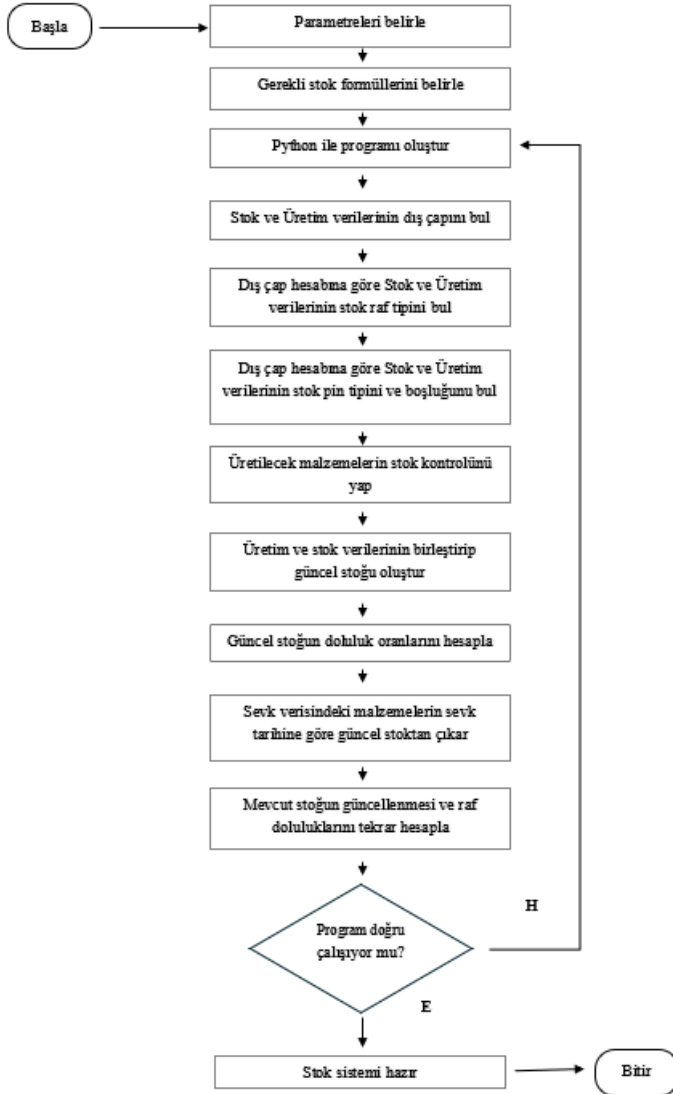 Başla
Parametreleri belirle
Gerekli stok formüllerini belirle
Python ile programı oluştur
Stok ve Üretim verilerinin dış çapını bul
Dış çap hesabına göre Stok ve Üretim
verilerinin stok raf tipini bul
Dış çap hesabına göre Stok ve Üretim
verilerinin stok pin tipini ve boşluğunu bul
Üretilecek malzemelerin stok kontrolünü
yap
Üretim ve stok verilerinin birleştirip
güncel stoğu oluştur
Güncel stoğun doluluk oranlarını hesapla
Sevk verisindeki malzemelerin sevk
tarihine göre güncel stoktan çıkar
Mevcut stoğun güncellenmesi ve raf
doluluklarını tekrar hesapla
H
Program doğru
çalışıyor mu?
E
Stok sistemi hazır
Bitir